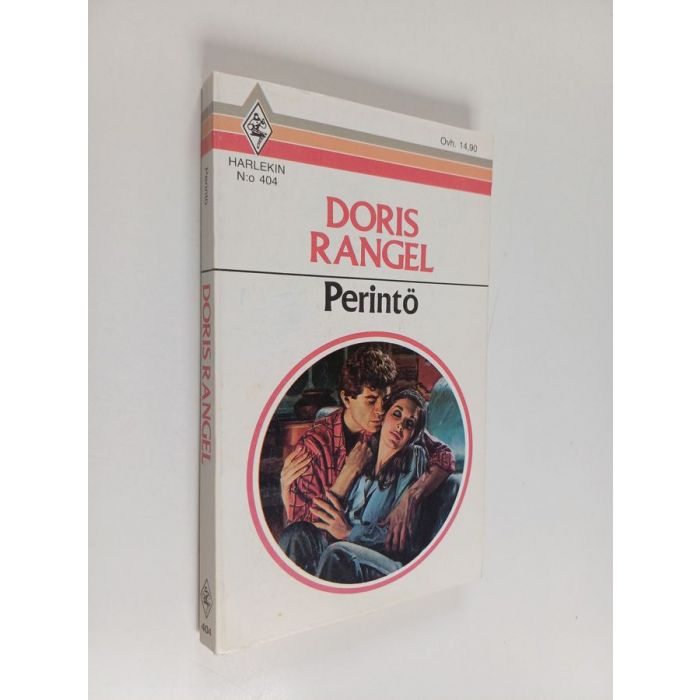 HARLEKIN
N:o 404
Ovh. 14,90
DORIS
RANGEL
Perintö
Perintö
DORIS RANGEL
404